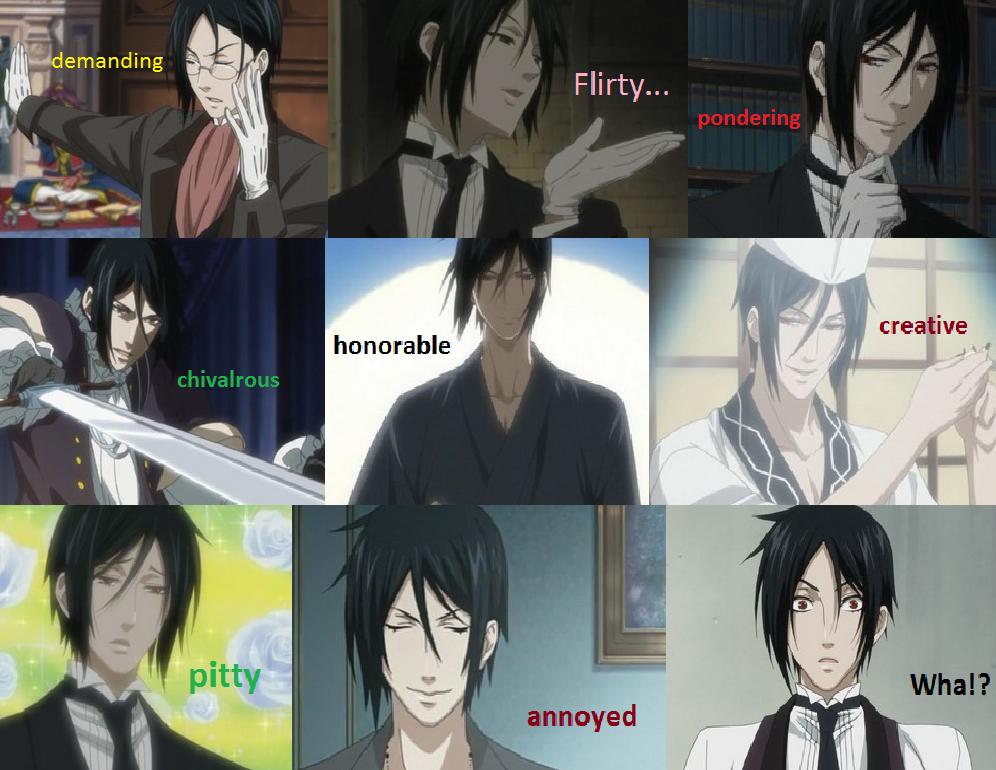 demanding
Flirty...
pondering
chivalrous
honorable
creative
pitty
annoyed
Wha!?